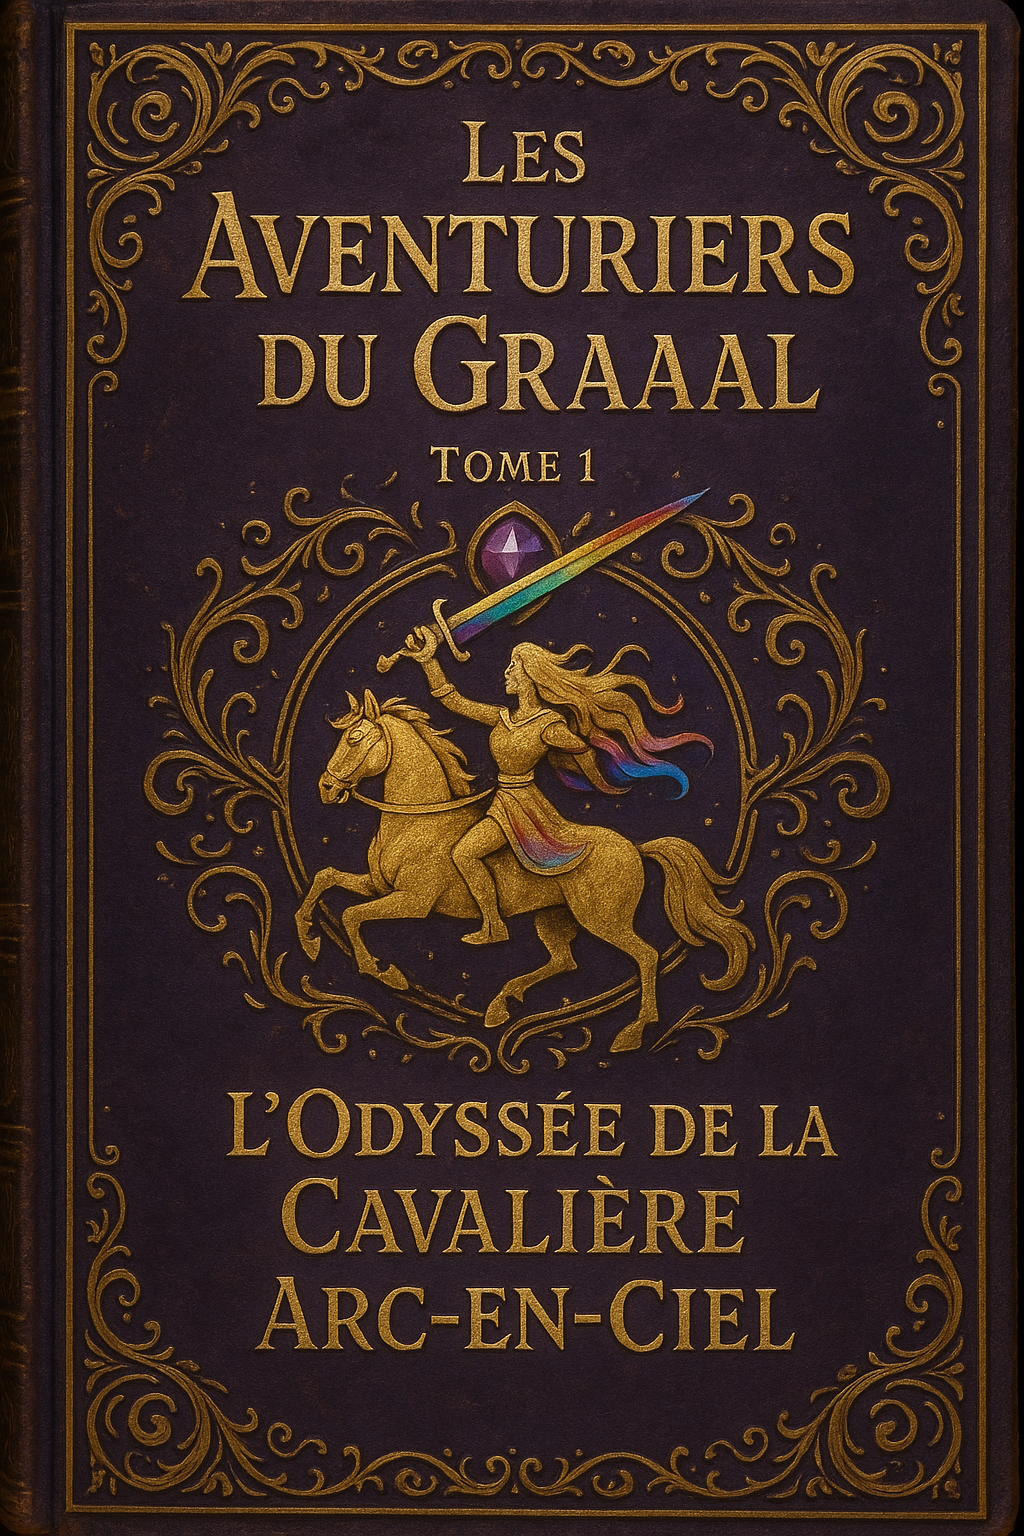 Les
Aventuriers
du Graaal
Tome 1
L'Odyssée de la
Cavalière
Arc-en-Ciel